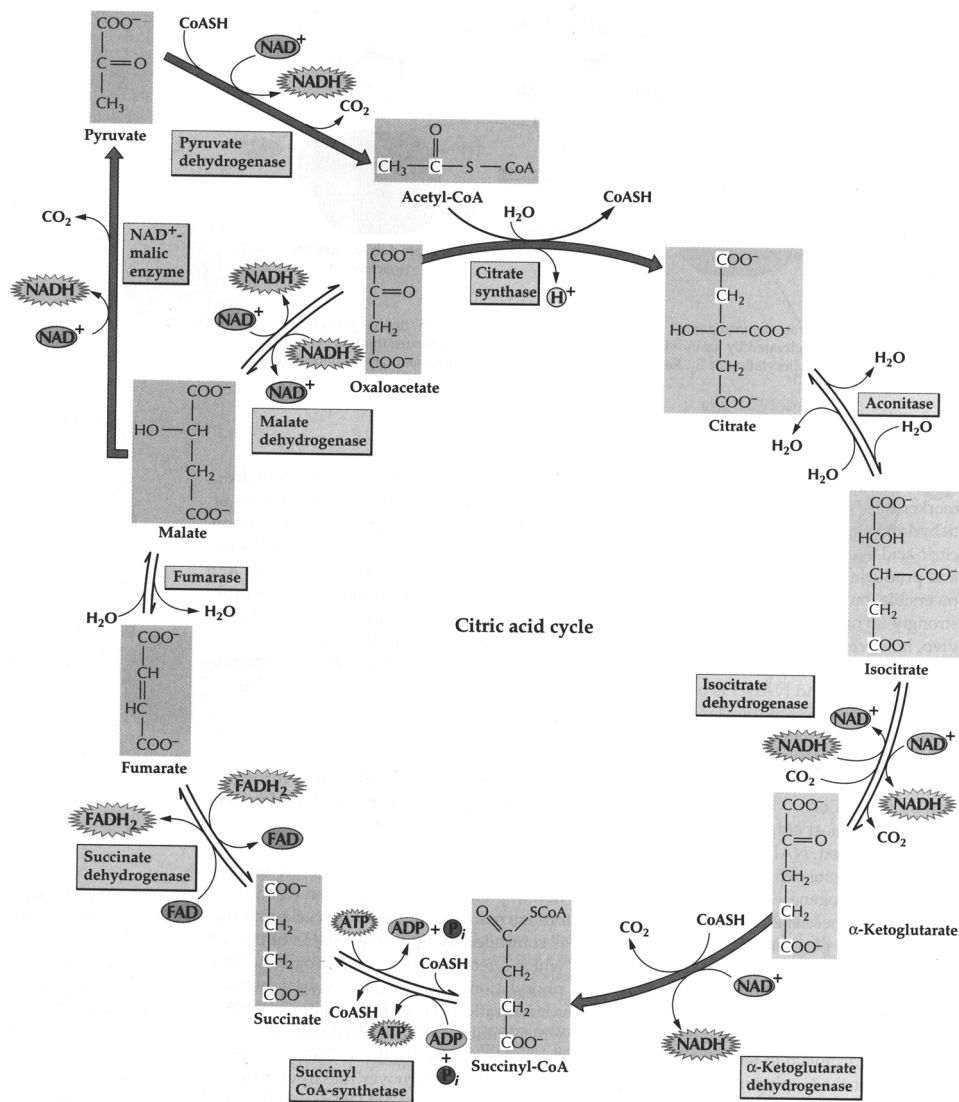 COO⁻
C=O
CH₃
Pyruvate
CoASH
NAD⁺
NADH
CO₂
Pyruvate
dehydrogenase
O
CH₃ — C — S — CoA
Acetyl-CoA
H₂O
CoASH
Citrate
synthase
H⁺
CO₂
NAD⁺-
malic
enzyme
NADH
NAD⁺
NADH
NAD⁺
NADH
NAD⁺
Malate
dehydrogenase
COO⁻
C=O
CH₂
COO⁻
Oxaloacetate
COO⁻
CH₂
HO—C—COO⁻
CH₂
COO⁻
Citrate
H₂O
Aconitase
H₂O
H₂O
H₂O
COO⁻
HO—CH
CH₂
COO⁻
Malate
COO⁻
HCOH
CH—COO⁻
CH₂
COO⁻
Isocitrate
Fumarase
H₂O
H₂O
Citric acid cycle
COO⁻
CH
HC
COO⁻
Fumarate
Isocitrate
dehydrogenase
NAD⁺
NADH
NAD⁺
CO₂
NADH
CO₂
FADH₂
FADH₂
FAD
Succinate
dehydrogenase
FAD
COO⁻
C=O
CH₂
CH₂
COO⁻
α-Ketoglutarate
COO⁻
CH₂
CH₂
COO⁻
Succinate
ATP
ADP + Pi
CoASH
CoASH
ATP
ADP
+
Pi
Succinyl
CoA-synthetase
O
SCoA
C
CH₂
CH₂
COO⁻
Succinyl-CoA
CO₂
CoASH
NAD⁺
NADH
α-Ketoglutarate
dehydrogenase